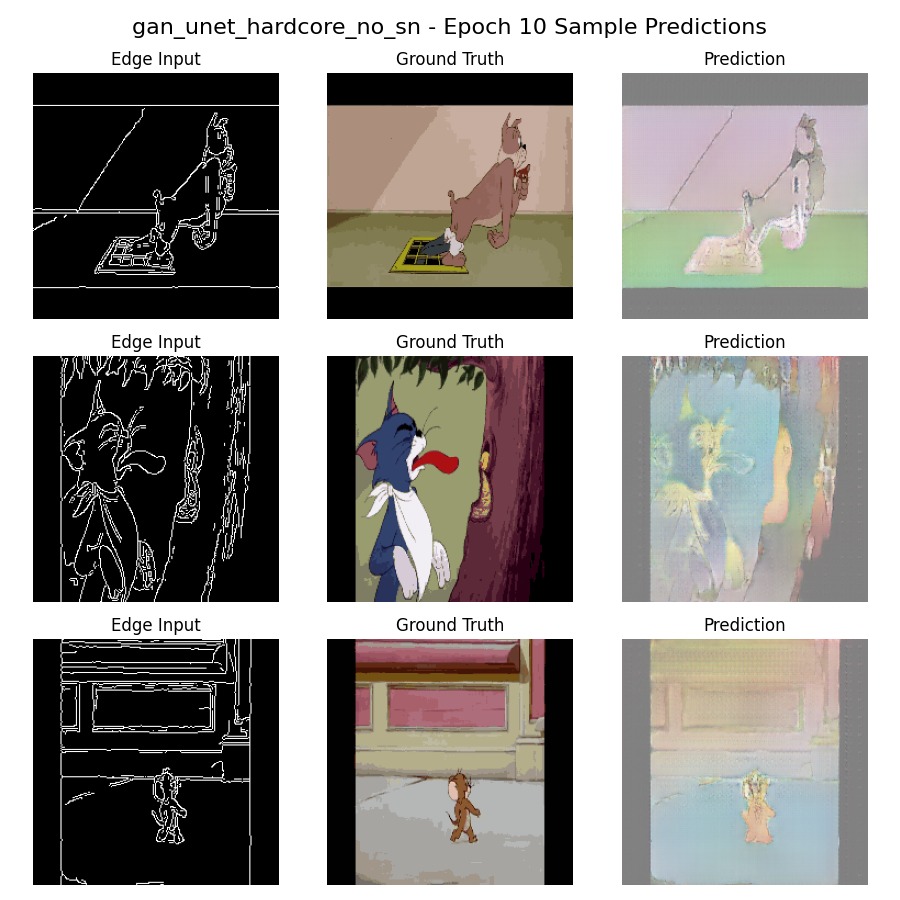 gan_unet_hardcore_no_sn - Epoch 10 Sample Predictions
Edge Input
Ground Truth
Prediction
Edge Input
Ground Truth
Prediction
Edge Input
Ground Truth
Prediction